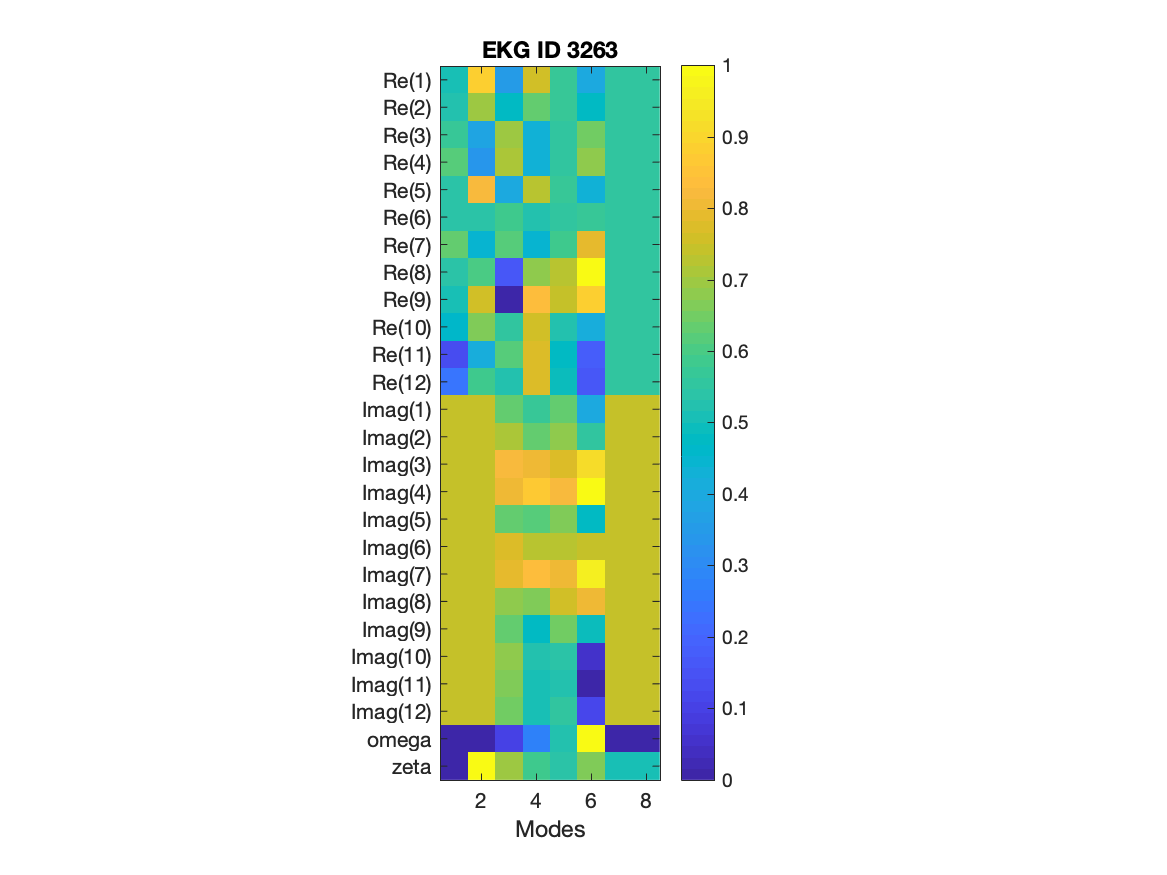 EKG ID 3263
Re(1)
Re(2)
Re(3)
Re(4)
Re(5)
Re(6)
Re(7)
Re(8)
Re(9)
Re(10)
Re(11)
Re(12)
Imag(1)
Imag(2)
Imag(3)
Imag(4)
Imag(5)
Imag(6)
Imag(7)
Imag(8)
Imag(9)
Imag(10)
Imag(11)
Imag(12)
omega
zeta
2 4 6 8
Modes
1
0.9
0.8
0.7
0.6
0.5
0.4
0.3
0.2
0.1
0